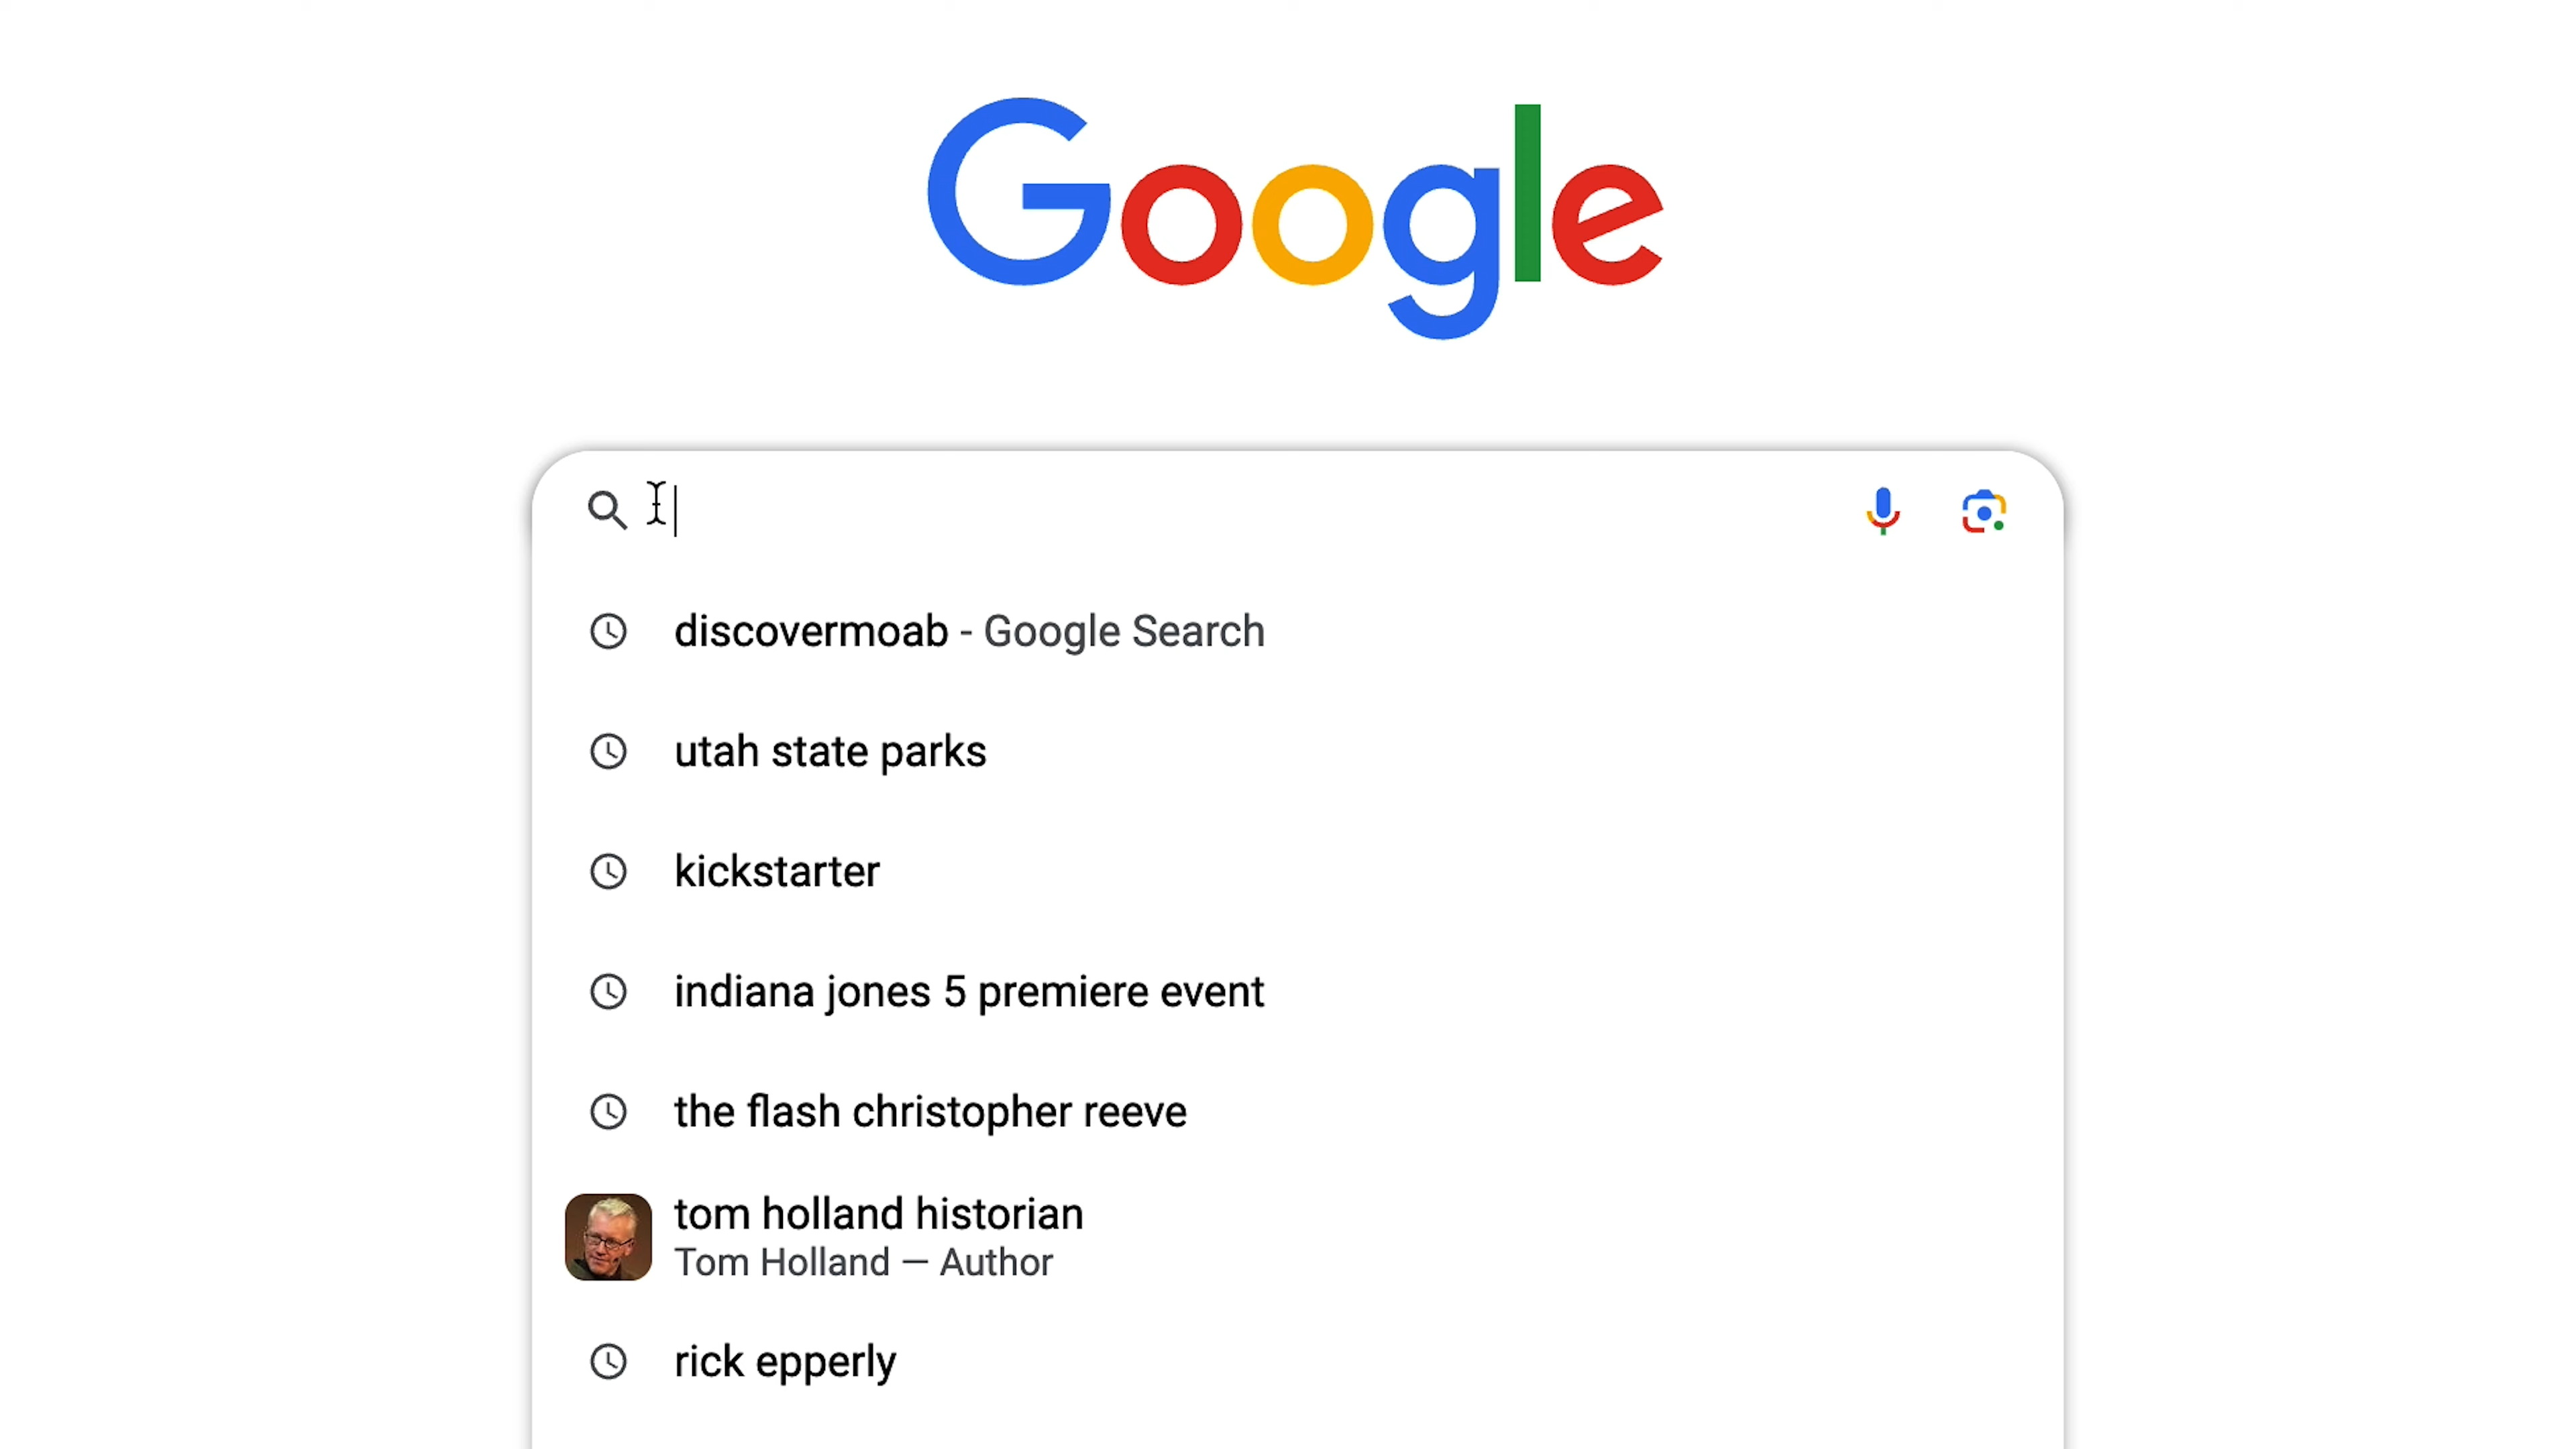 Google
discovermoab - Google Search
utah state parks
kickstarter
indiana jones 5 premiere event
the flash christopher reeve
tom holland historian
Tom Holland — Author
rick epperly